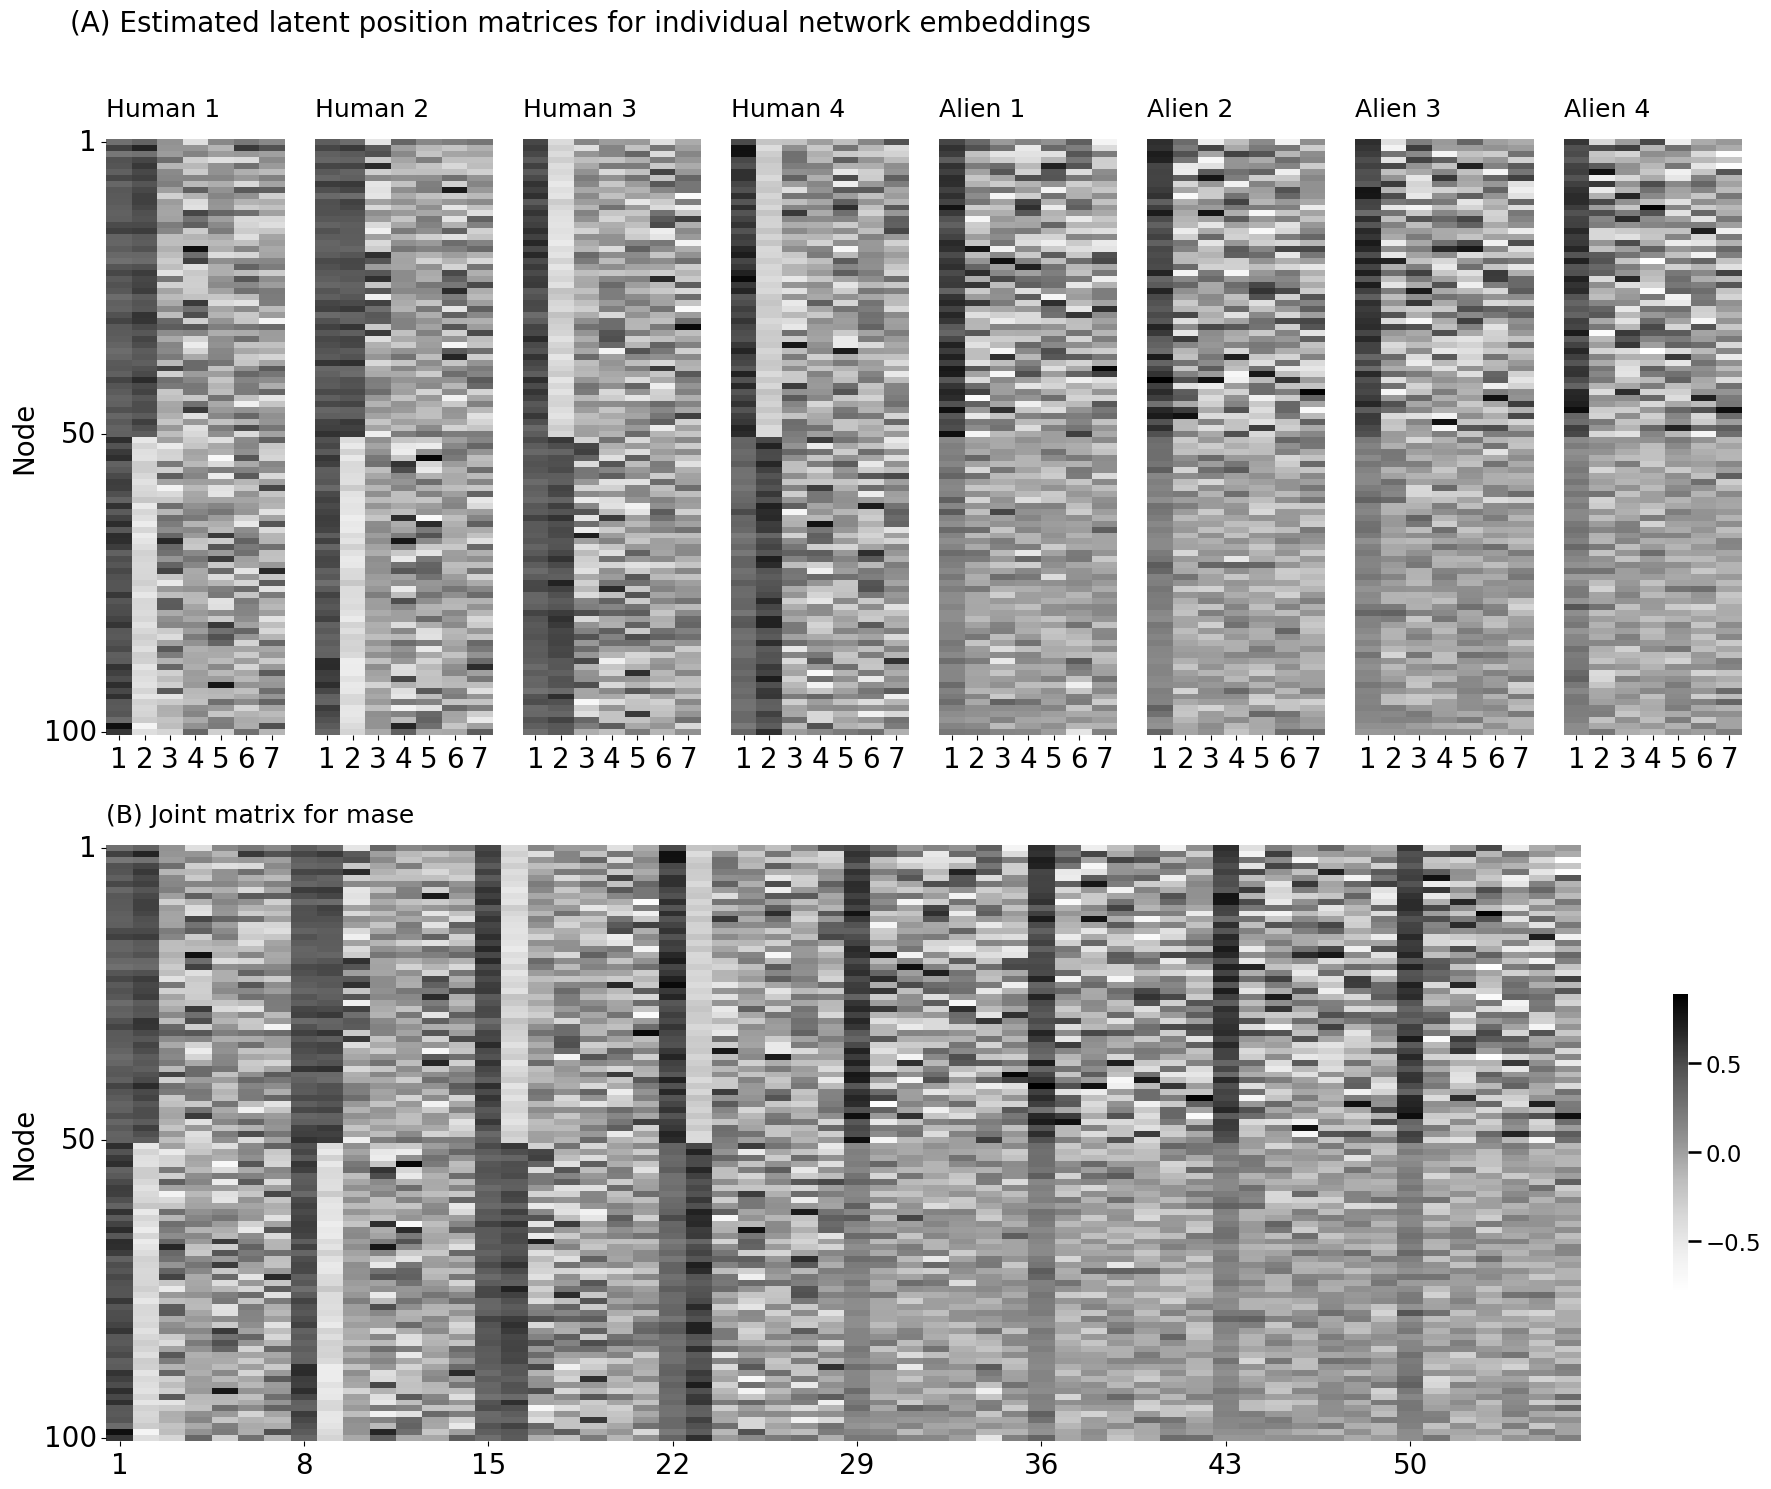 (A) Estimated latent position matrices for individual network embeddings
Human 1 Human 2 Human 3 Human 4 Alien 1 Alien 2 Alien 3 Alien 4
1
50
100
Node
1 2 3 4 5 6 7 1 2 3 4 5 6 7 1 2 3 4 5 6 7 1 2 3 4 5 6 7 1 2 3 4 5 6 7 1 2 3 4 5 6 7 1 2 3 4 5 6 7 1 2 3 4 5 6 7
(B) Joint matrix for mase
1
50
100
Node
1 8 15 22 29 36 43 50
0.5
0.0
−0.5